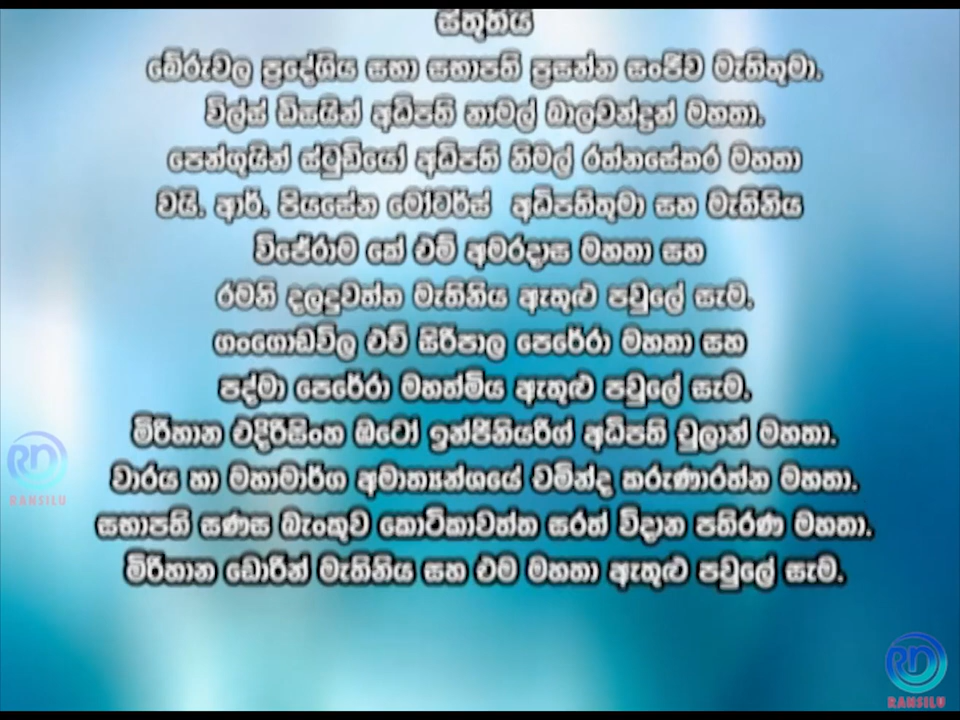 ස්තුතිය
බේරුවල ප්‍රදේශිය සභා සභාපති ප්‍රසන්න සංජීව මැතිතුමා.
විල්ස් ඩිසයින් අධිපති නාමල් බාලචන්ද්‍රන් මහතා.
පෙන්ගුයින් ස්ටුඩියෝ අධිපති නිමල් රත්නසේකර මහතා
වයි. ආර්. පියසේන මෝටර්ස් අධිපතිතුමා සහ මැතිනිය
විජේරාම කේ එම් අමරදාස මහතා සහ
රමනි දලදුවත්ත මැතිනිය ඇතුළු පවුලේ සැම.
ගංගොඩවිල එච් සිරිපාල පෙරේරා මහතා සහ
පද්මා පෙරේරා මහත්මිය ඇතුළු පවුලේ සැම.
මිරිහාන එදිරිසිංහ ඔටෝ ඉන්ජිනියරිග් අධිපති චුලාන් මහතා.
වාරය හා මහාමාර්ග අමාත්‍යන්ශයේ චමින්ද කරුණාරත්න මහතා.
සභාපති සණස බැංකුව කොටිකාවත්ත සරත් විදාන පතිරණ මහතා.
මිරිහාන ඩොරින් මැතිනිය සහ එම මහතා ඇතුළු පවුලේ සැම.
RANSILU
RANSILU